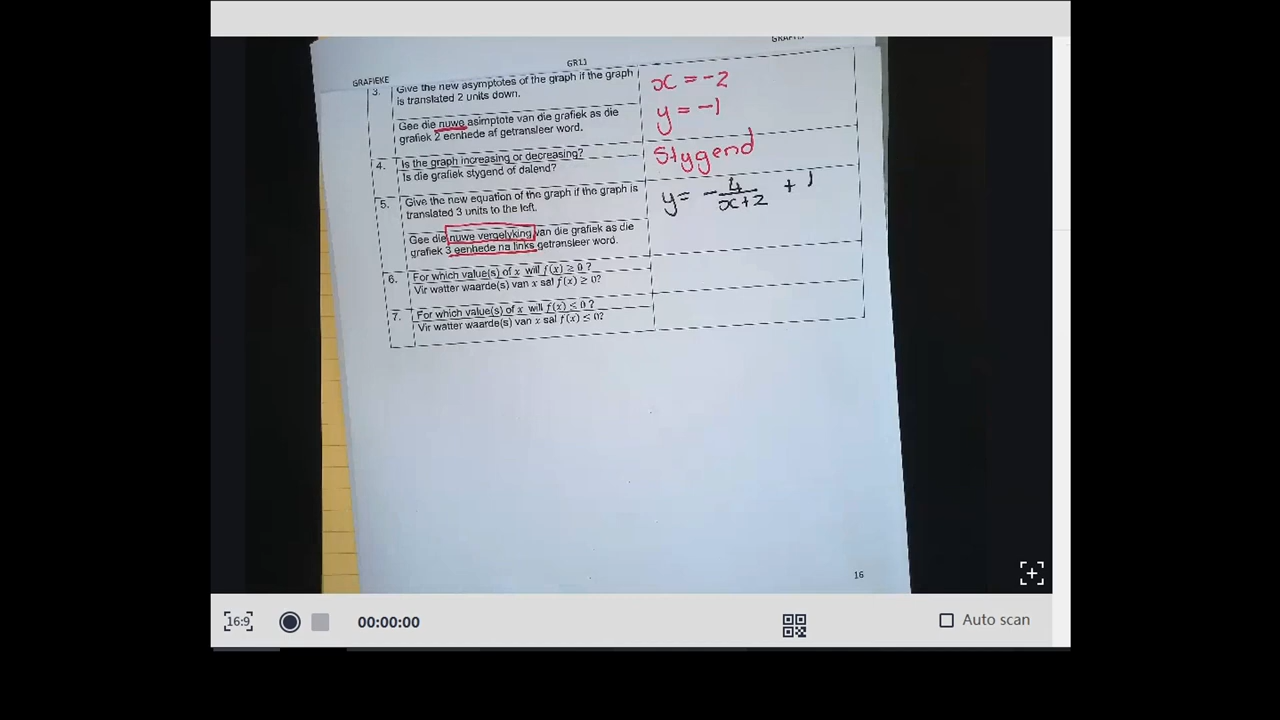 GRAFIEKE
GR11
3. Give the new asymptotes of the graph if the graph
is translated 2 units down.
Gee die nuwe asimptote van die grafiek as die
grafiek 2 eenhede af getransleer word.
x = -2
y = -1
4. Is the graph increasing or decreasing?
Is die grafiek stygend of dalend?
Stygend
5. Give the new equation of the graph if the graph is
translated 3 units to the left.
Gee die nuwe vergelyking van die grafiek as die
grafiek 3 eenhede na links getransleer word.
y = -4/(x+2) + 1
6. For which value(s) of x will f(x) ≥ 0 ?
Vir watter waarde(s) van x sal f(x) ≥ 0?
7. For which value(s) of x will f(x) ≤ 0 ?
Vir watter waarde(s) van x sal f(x) ≤ 0?
16
16:9
00:00:00
Auto scan